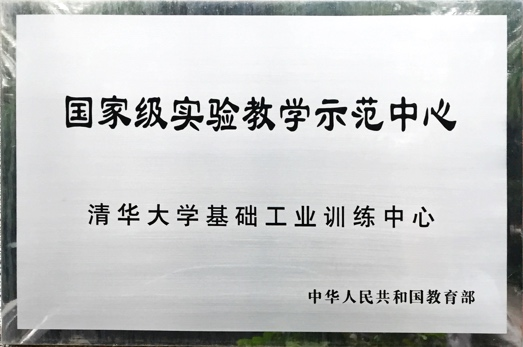 国家级实验教学示范中心
清华大学基础工业训练中心
中华人民共和国教育部